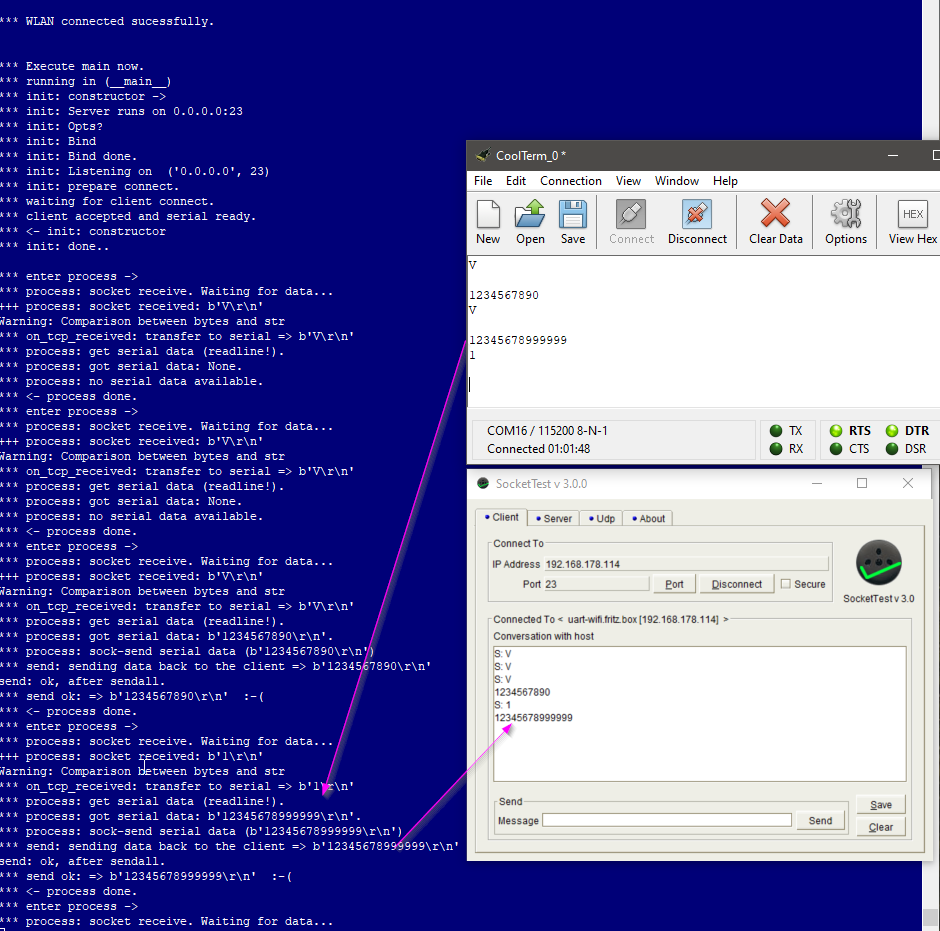 *** WLAN connected sucessfully.
*** Execute main now.
*** running in (__main__)
*** init: constructor ->
*** init: Server runs on 0.0.0.0:23
*** init: Opts?
*** init: Bind
*** init: Bind done.
*** init: Listening on  ('0.0.0.0', 23)
*** init: prepare connect.
*** waiting for client connect.
*** client accepted and serial ready.
*** <- init: constructor
*** init: done..
*** enter process ->
*** process: socket receive. Waiting for data...
+++ process: socket received: b'V\r\n'
Warning: Comparison between bytes and str
*** on_tcp_received: transfer to serial => b'V\r\n'
*** process: get serial data (readline!).
*** process: got serial data: None.
*** process: no serial data available.
*** <- process done.
*** enter process ->
*** process: socket receive. Waiting for data...
+++ process: socket received: b'V\r\n'
Warning: Comparison between bytes and str
*** on_tcp_received: transfer to serial => b'V\r\n'
*** process: get serial data (readline!).
*** process: got serial data: None.
*** process: no serial data available.
*** <- process done.
*** enter process ->
*** process: socket receive. Waiting for data...
+++ process: socket received: b'V\r\n'
Warning: Comparison between bytes and str
*** on_tcp_received: transfer to serial => b'V\r\n'
*** process: get serial data (readline!).
*** process: got serial data: b'1234567890\r\n'.
*** process: sock-send serial data (b'1234567890\r\n')
*** send: sending data back to the client => b'1234567890\r\n'
send: ok, after sendall.
*** send ok: => b'1234567890\r\n'  :-(
*** <- process done.
*** enter process ->
*** process: socket receive. Waiting for data...
+++ process: socket received: b'1\r\n'
Warning: Comparison between bytes and str
*** on_tcp_received: transfer to serial => b'1\r\n'
*** process: get serial data (readline!).
*** process: got serial data: b'12345678999999\r\n'.
*** process: sock-send serial data (b'12345678999999\r\n')
*** send: sending data back to the client => b'12345678999999\r\n'
send: ok, after sendall.
*** send ok: => b'12345678999999\r\n'  :-(
*** <- process done.
*** enter process ->
*** process: socket receive. Waiting for data...
CoolTerm_0 *
File Edit Connection View Window Help
New Open Save Connect Disconnect Clear Data Options View Hex
HEX
V
1234567890
V
12345678999999
1
COM16 / 115200 8-N-1
Connected 01:01:48
TX RTS DTR
RX CTS DSR
SocketTest v 3.0.0
Client Server Udp About
Connect To
IP Address 192.168.178.114
Port 23 Port Disconnect Secure
SocketTest v 3.0
Connected To < uart-wifi.fritz.box [192.168.178.114] >
Conversation with host
S: V
S: V
S: V
1234567890
S: 1
12345678999999
Send
Message Send
Save
Clear